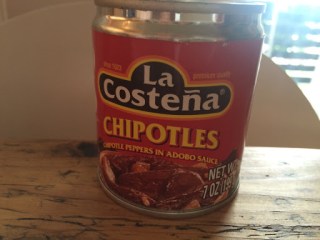 La
Costeña
CHIPOTLES
CHIPOTLE PEPPERS IN ADOBO SAUCE
NET
7 OZ